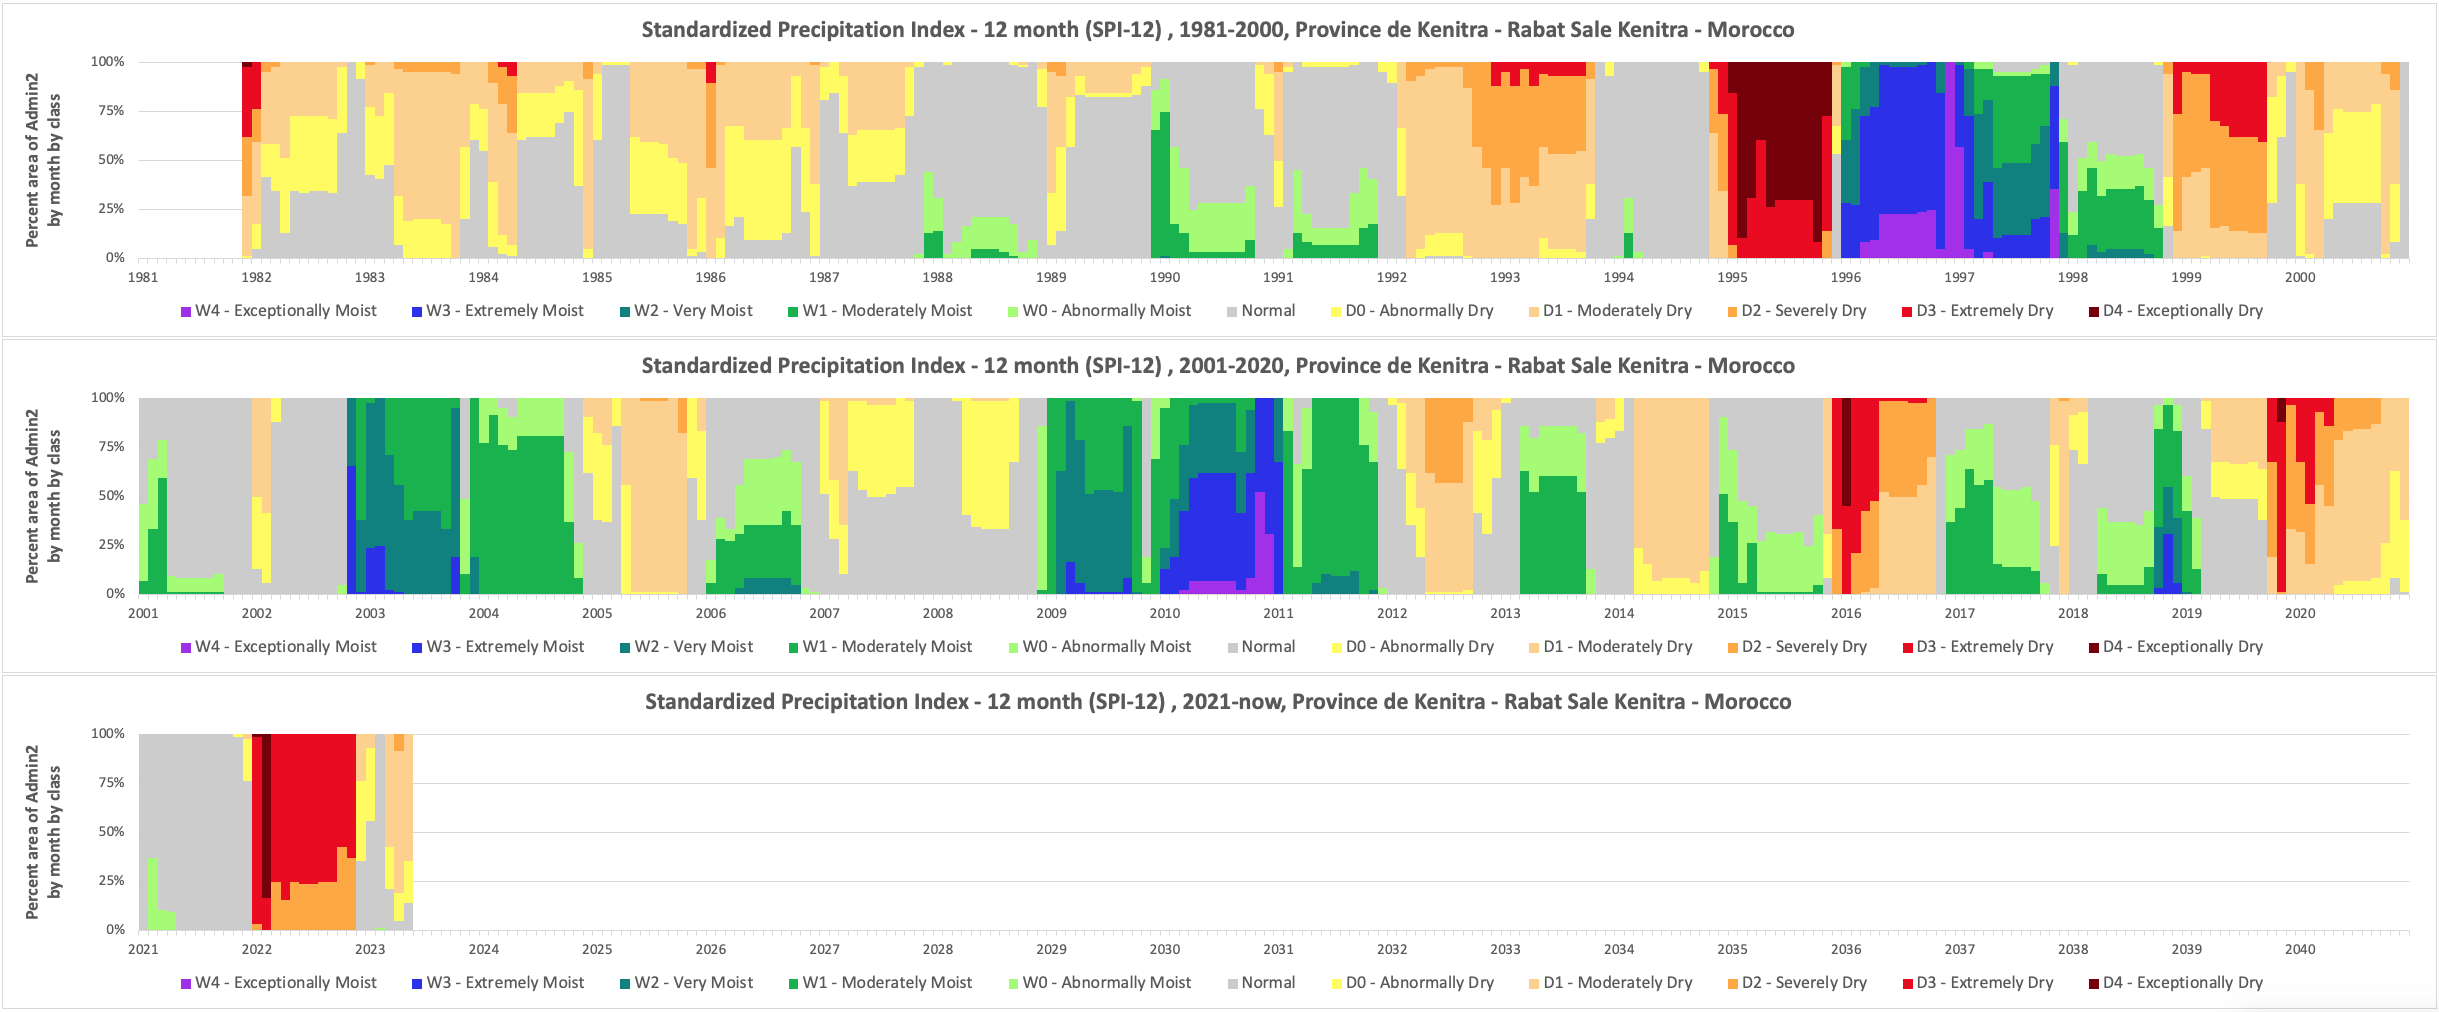 Standardized Precipitation Index - 12 month (SPI-12) , 1981-2000, Province de Kenitra - Rabat Sale Kenitra - Morocco
Percent area of Admin2
by month by class
100%
75%
50%
25%
0%
1981 1982 1983 1984 1985 1986 1987 1988 1989 1990 1991 1992 1993 1994 1995 1996 1997 1998 1999 2000
W4 - Exceptionally Moist W3 - Extremely Moist W2 - Very Moist W1 - Moderately Moist W0 - Abnormally Moist Normal D0 - Abnormally Dry D1 - Moderately Dry D2 - Severely Dry D3 - Extremely Dry D4 - Exceptionally Dry
Standardized Precipitation Index - 12 month (SPI-12) , 2001-2020, Province de Kenitra - Rabat Sale Kenitra - Morocco
Percent area of Admin2
by month by class
100%
75%
50%
25%
0%
2001 2002 2003 2004 2005 2006 2007 2008 2009 2010 2011 2012 2013 2014 2015 2016 2017 2018 2019 2020
W4 - Exceptionally Moist W3 - Extremely Moist W2 - Very Moist W1 - Moderately Moist W0 - Abnormally Moist Normal D0 - Abnormally Dry D1 - Moderately Dry D2 - Severely Dry D3 - Extremely Dry D4 - Exceptionally Dry
Standardized Precipitation Index - 12 month (SPI-12) , 2021-now, Province de Kenitra - Rabat Sale Kenitra - Morocco
Percent area of Admin2
by month by class
100%
75%
50%
25%
0%
2021 2022 2023 2024 2025 2026 2027 2028 2029 2030 2031 2032 2033 2034 2035 2036 2037 2038 2039 2040
W4 - Exceptionally Moist W3 - Extremely Moist W2 - Very Moist W1 - Moderately Moist W0 - Abnormally Moist Normal D0 - Abnormally Dry D1 - Moderately Dry D2 - Severely Dry D3 - Extremely Dry D4 - Exceptionally Dry